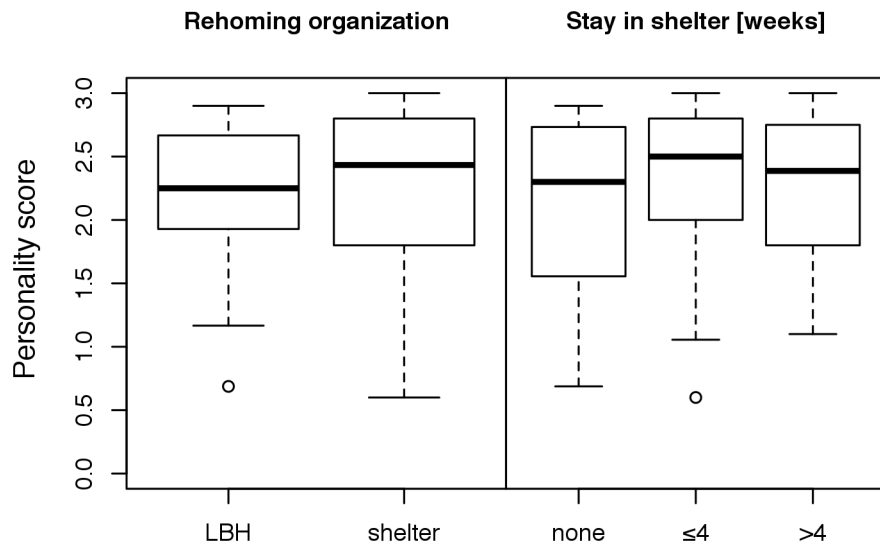 Rehoming organization
Stay in shelter [weeks]
Personality score
3.0
2.5
2.0
1.5
1.0
0.5
0.0
LBH shelter none ≤4 >4